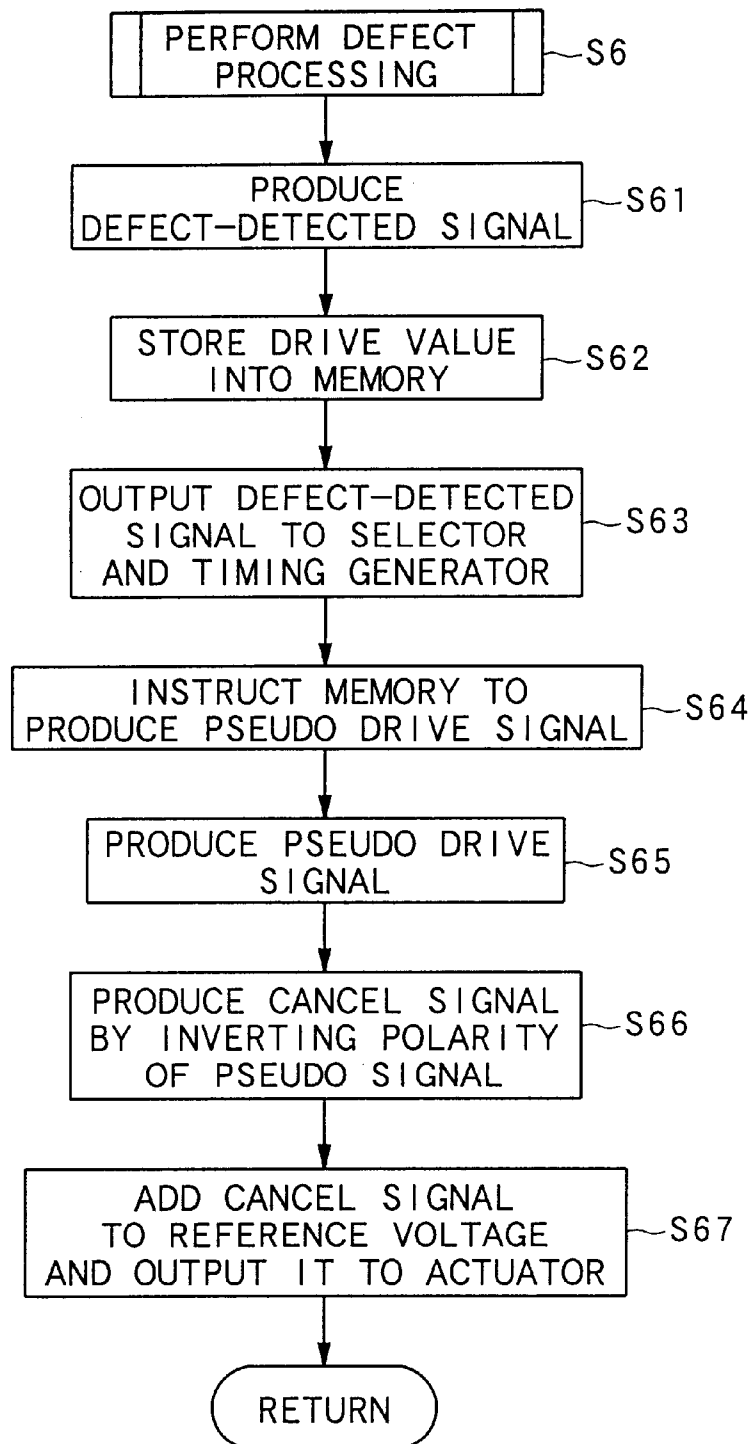 PERFORM DEFECT
PROCESSING
S6
PRODUCE
DEFECT-DETECTED SIGNAL
S61
STORE DRIVE VALUE
INTO MEMORY
S62
OUTPUT DEFECT-DETECTED
SIGNAL TO SELECTOR
AND TIMING GENERATOR
S63
INSTRUCT MEMORY TO
PRODUCE PSEUDO DRIVE SIGNAL
S64
PRODUCE PSEUDO DRIVE
SIGNAL
S65
PRODUCE CANCEL SIGNAL
BY INVERTING POLARITY
OF PSEUDO SIGNAL
S66
ADD CANCEL SIGNAL
TO REFERENCE VOLTAGE
AND OUTPUT IT TO ACTUATOR
S67
RETURN